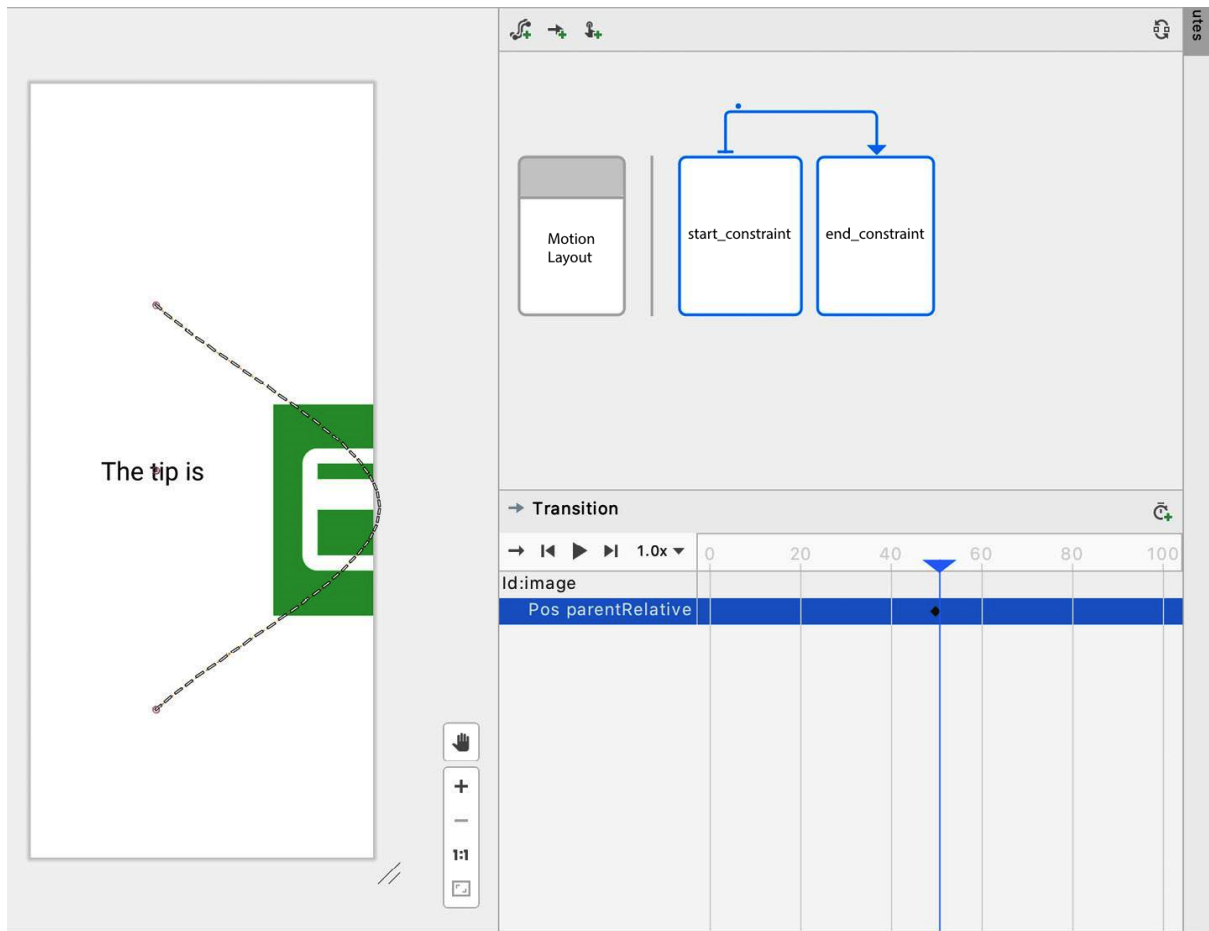 utes
Motion
Layout
start_constraint
end_constraint
The tip is
E
Transition
1.0x
0 20 40 60 80 100
Id:image
Pos parentRelative
1:1